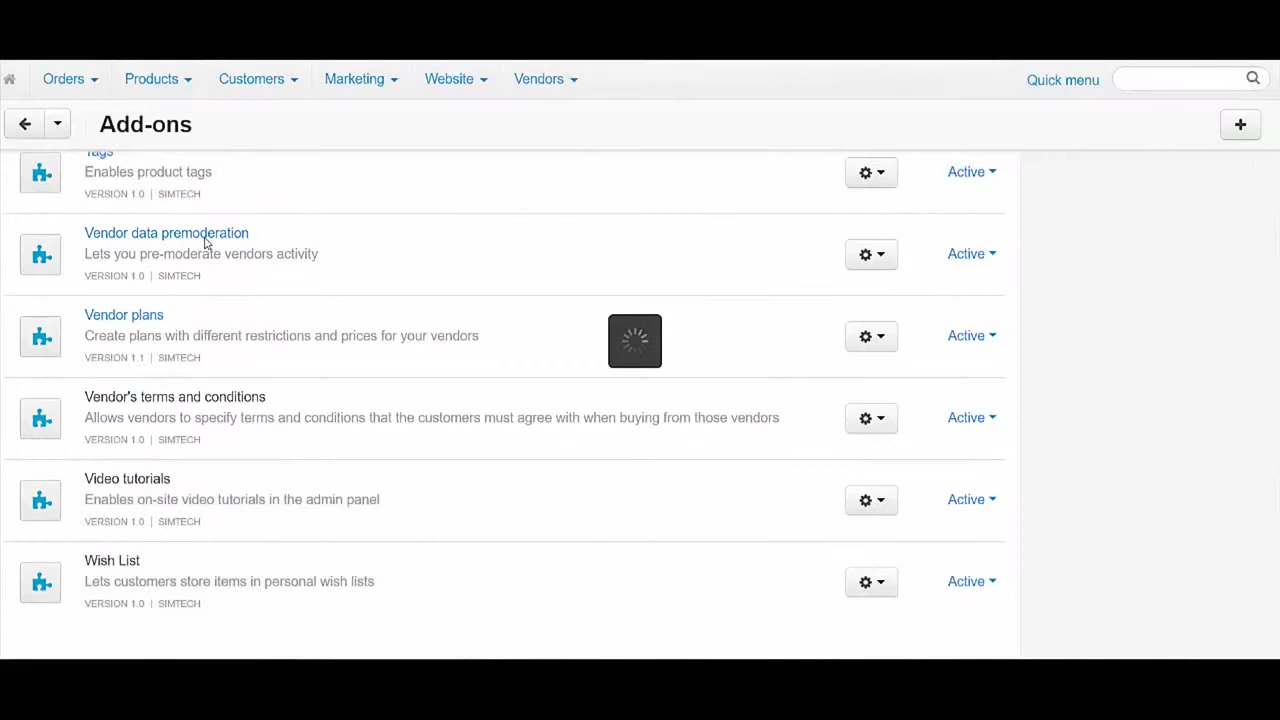 Orders Products Customers Marketing Website Vendors Quick menu
Add-ons
Tags
Enables product tags Active
VERSION 1.0 | SIMTECH
Vendor data premoderation
Lets you pre-moderate vendors activity Active
VERSION 1.0 | SIMTECH
Vendor plans
Create plans with different restrictions and prices for your vendors Active
VERSION 1.1 | SIMTECH
Vendor's terms and conditions
Allows vendors to specify terms and conditions that the customers must agree with when buying from those vendors Active
VERSION 1.0 | SIMTECH
Video tutorials
Enables on-site video tutorials in the admin panel Active
VERSION 1.0 | SIMTECH
Wish List
Lets customers store items in personal wish lists Active
VERSION 1.0 | SIMTECH